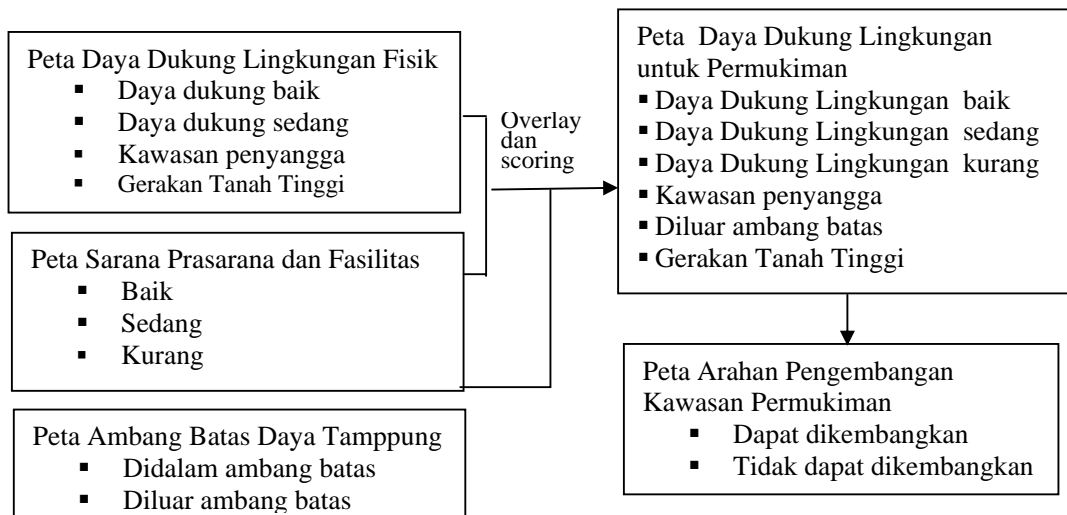 Peta Daya Dukung Lingkungan Fisik
▪ Daya dukung baik
▪ Daya dukung sedang
▪ Kawasan penyangga
▪ Gerakan Tanah Tinggi
Peta Sarana Prasarana dan Fasilitas
▪ Baik
▪ Sedang
▪ Kurang
Peta Ambang Batas Daya Tamppung
▪ Didalam ambang batas
▪ Diluar ambang batas
Overlay
dan
scoring
Peta Daya Dukung Lingkungan
untuk Permukiman
▪ Daya Dukung Lingkungan baik
▪ Daya Dukung Lingkungan sedang
▪ Daya Dukung Lingkungan kurang
▪ Kawasan penyangga
▪ Diluar ambang batas
▪ Gerakan Tanah Tinggi
Peta Arahan Pengembangan
Kawasan Permukiman
▪ Dapat dikembangkan
▪ Tidak dapat dikembangkan